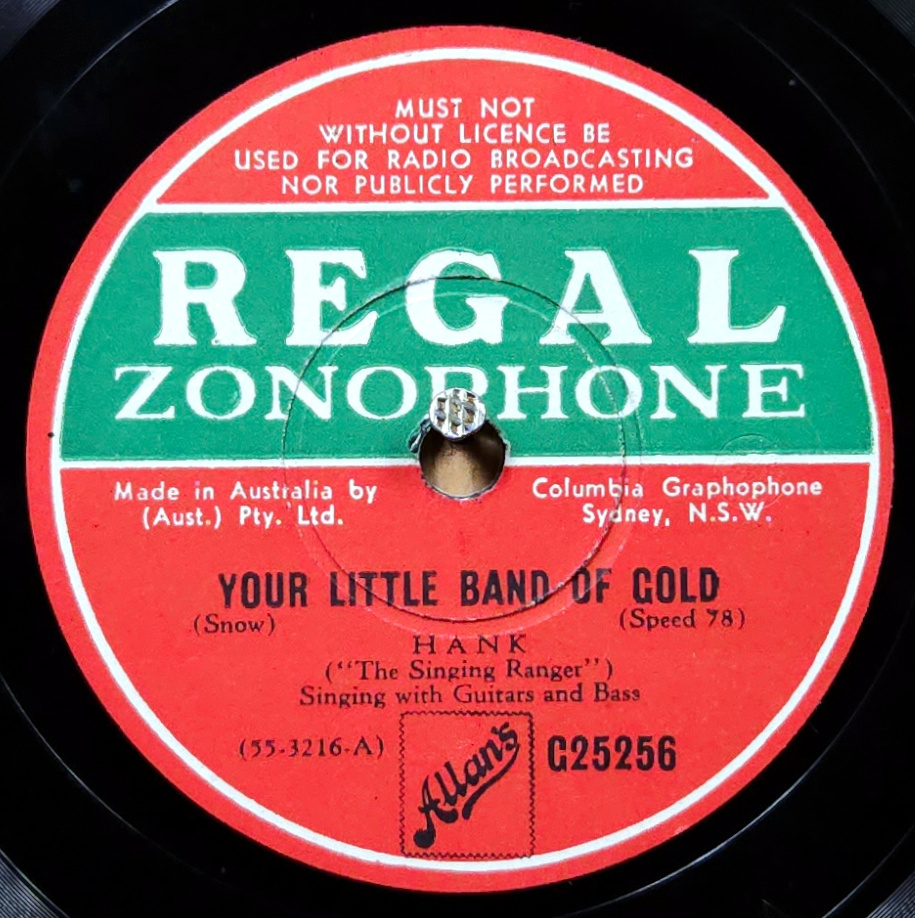 MUST NOT
WITHOUT LICENCE BE
USED FOR RADIO BROADCASTING
NOR PUBLICLY PERFORMED
REGAL
ZONOPHONE
Made in Australia by Columbia Graphophone
(Aust.) Pty. Ltd. Sydney, N.S.W.
YOUR LITTLE BAND OF GOLD
(Snow) (Speed 78)
HANK
("The Singing Ranger")
Singing with Guitars and Bass
(55-3216-A) G25256
Allan's